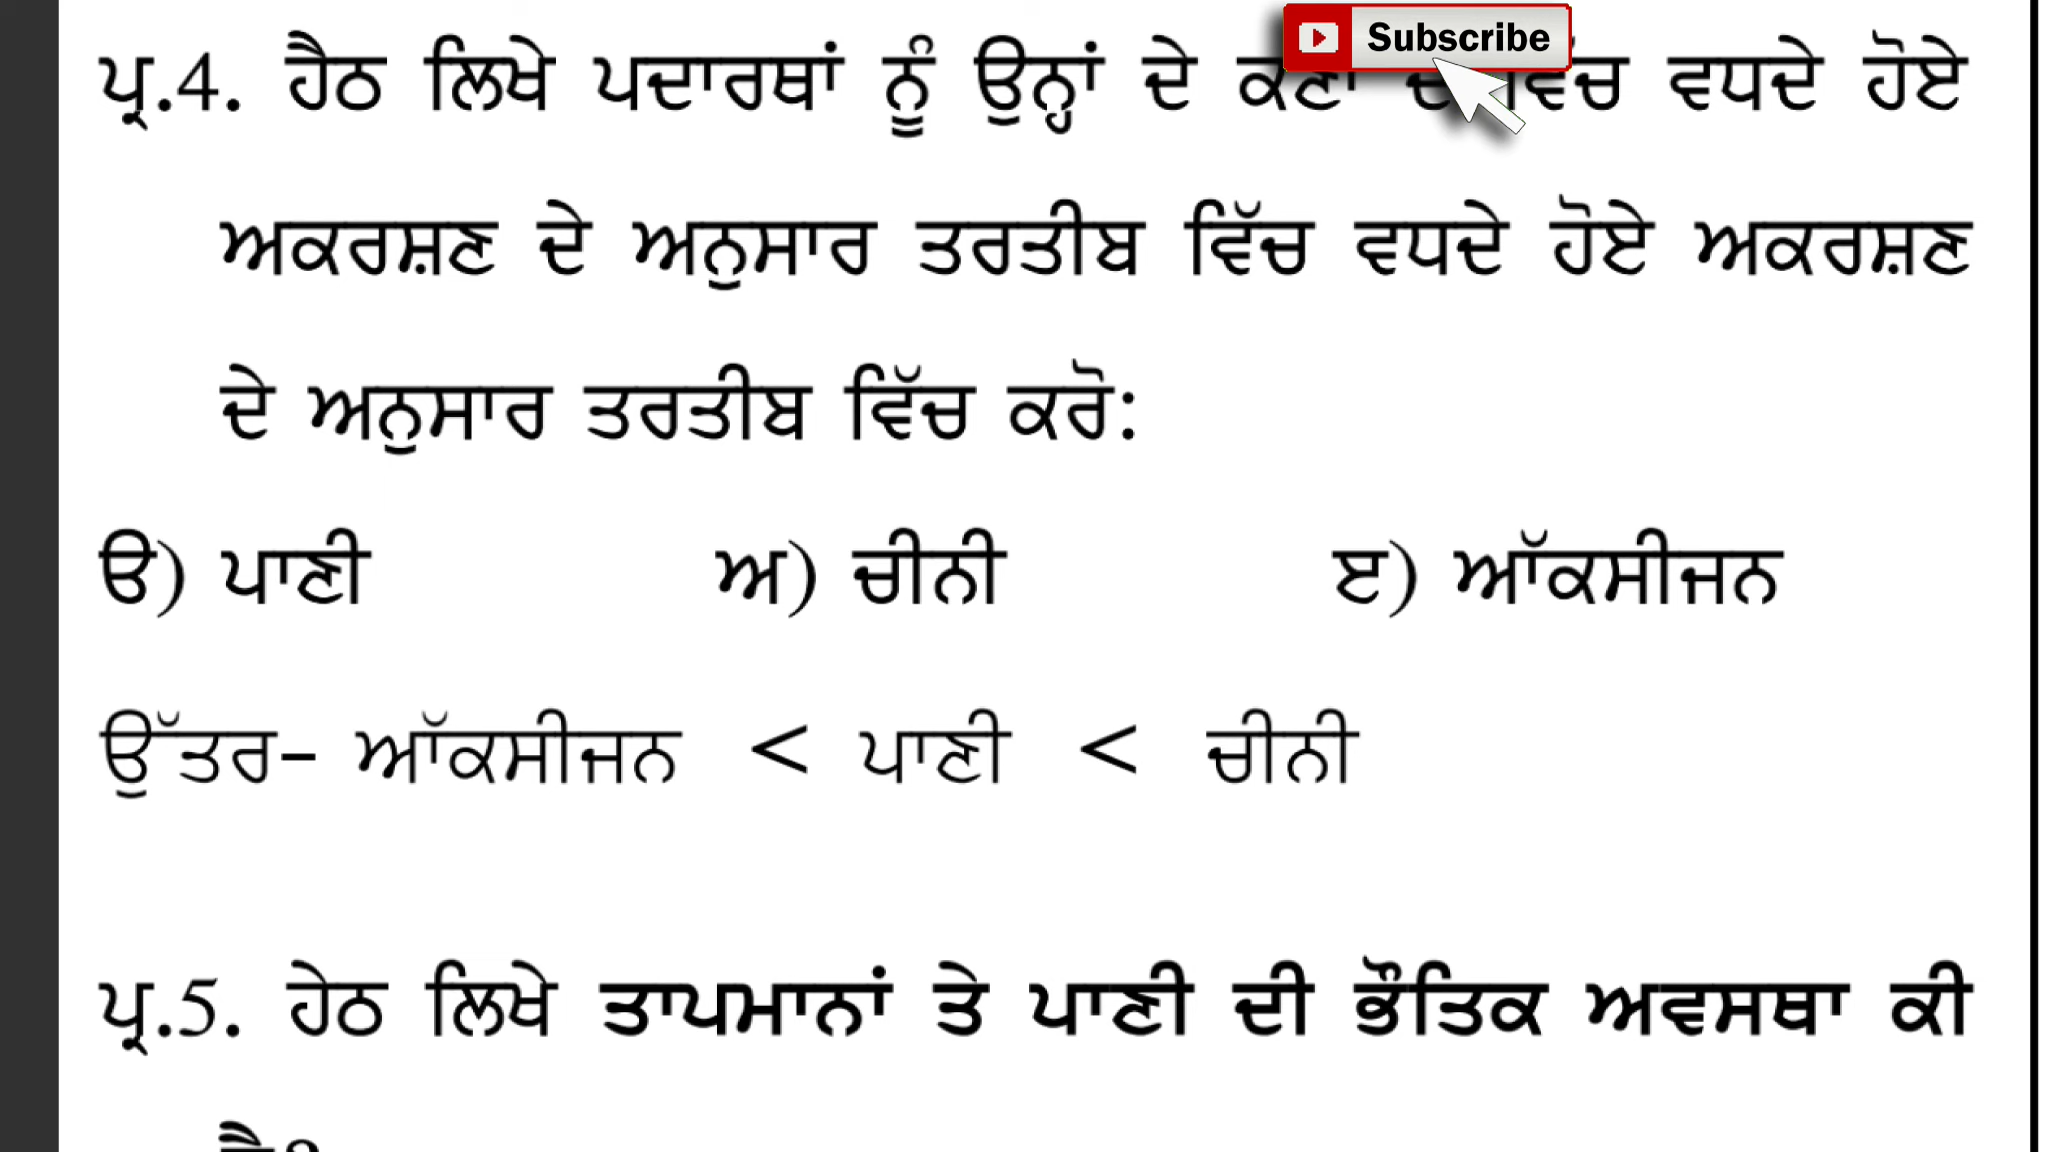 Subscribe
ਪ੍ਰ.4. ਹੈਠ ਲਿਖੇ ਪਦਾਰਥਾਂ ਨੂੰ ਉਨ੍ਹਾਂ ਦੇ ਵਿੱਚ ਵਧਦੇ ਹੋਏ
ਅਕਰਸ਼ਣ ਦੇ ਅਨੁਸਾਰ ਤਰਤੀਬ ਵਿੱਚ ਵਧਦੇ ਹੋਏ ਅਕਰਸ਼ਣ
ਦੇ ਅਨੁਸਾਰ ਤਰਤੀਬ ਵਿੱਚ ਕਰੋ:
ੳ) ਪਾਣੀ ਅ) ਚੀਨੀ ੲ) ਆੱਕਸੀਜਨ
ਉੱਤਰ– ਆੱਕਸੀਜਨ < ਪਾਣੀ < ਚੀਨੀ
ਪ੍ਰ.5. ਹੇਠ ਲਿਖੇ ਤਾਪਮਾਨਾਂ ਤੇ ਪਾਣੀ ਦੀ ਭੌਤਿਕ ਅਵਸਥਾ ਕੀ